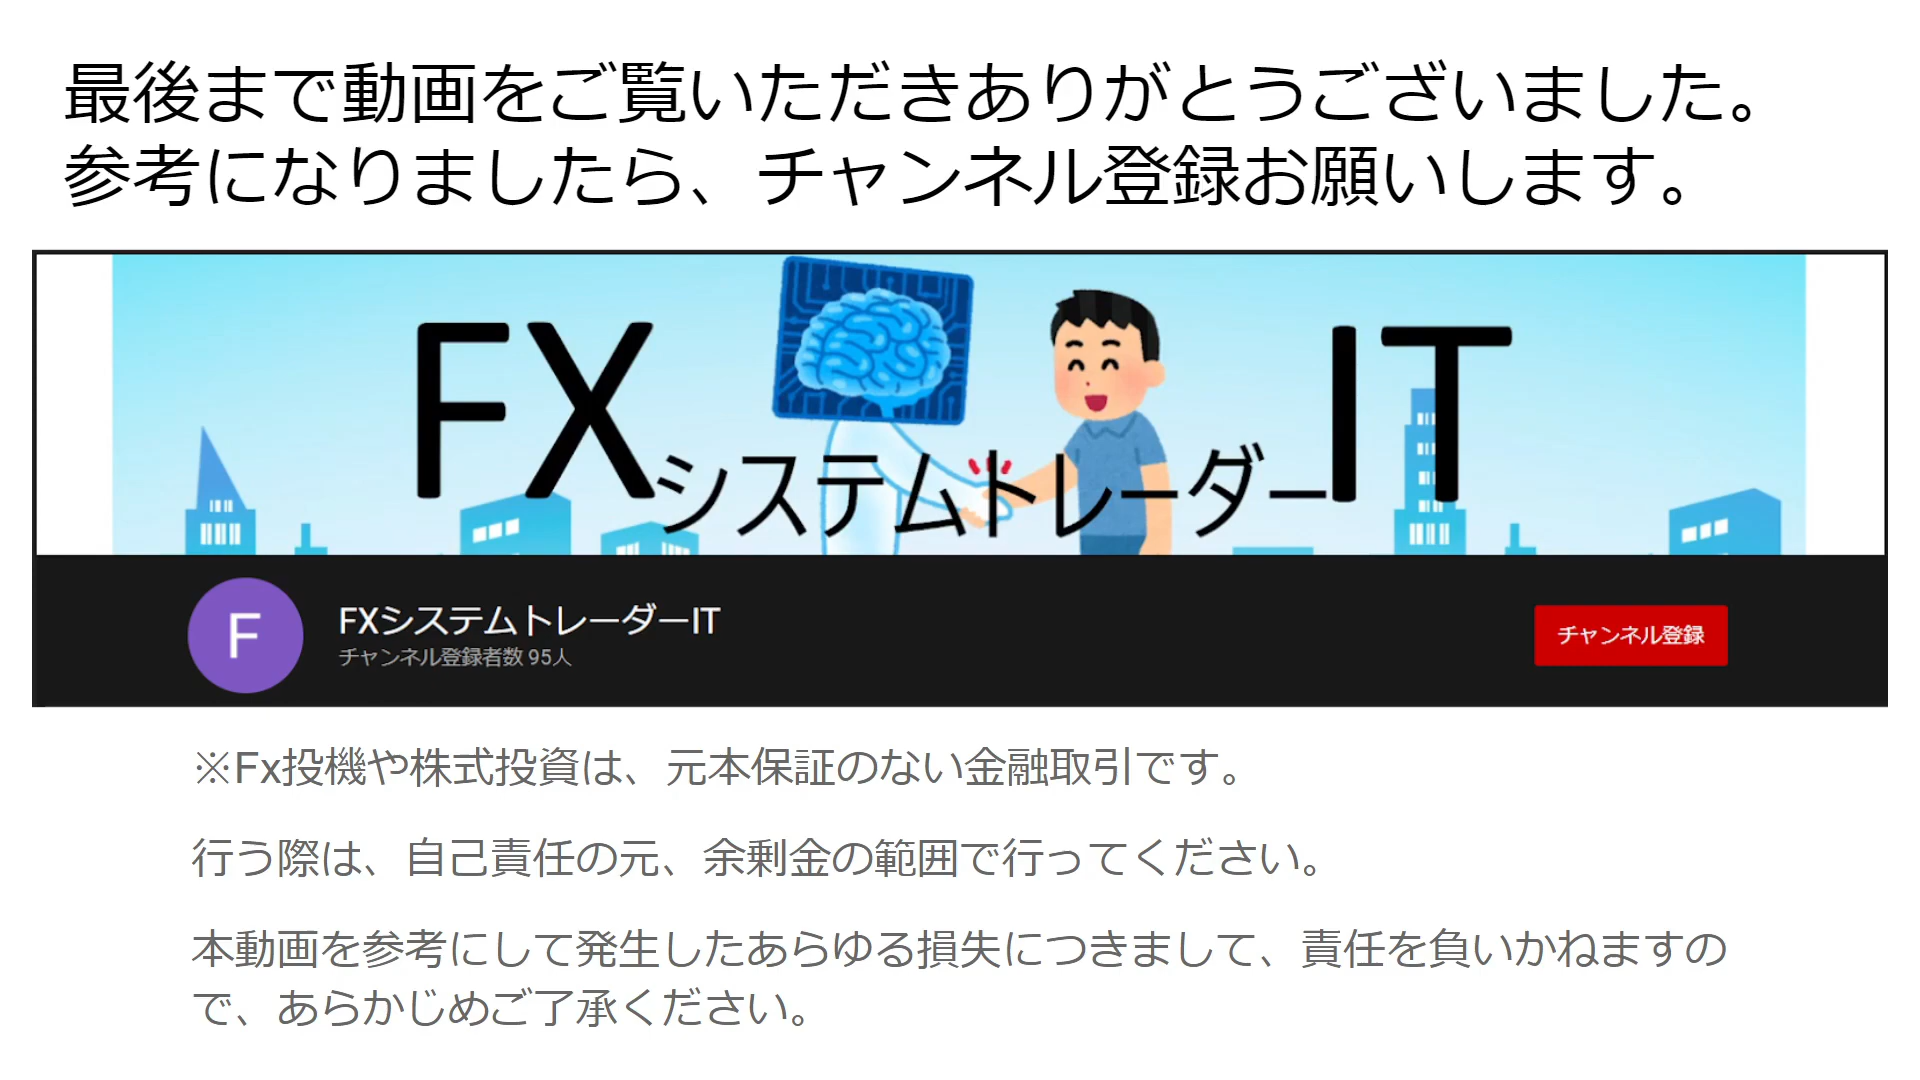 最後まで動画をご覧いただきありがとうございました。
参考になりましたら、チャンネル登録お願いします。
FXシステムトレーダーIT
F
FXシステムトレーダーIT
チャンネル登録者数 95人
チャンネル登録
※Fx投機や株式投資は、元本保証のない金融取引です。
行う際は、自己責任の元、余剰金の範囲で行ってください。
本動画を参考にして発生したあらゆる損失につきまして、責任を負いかねますの
で、あらかじめご了承ください。